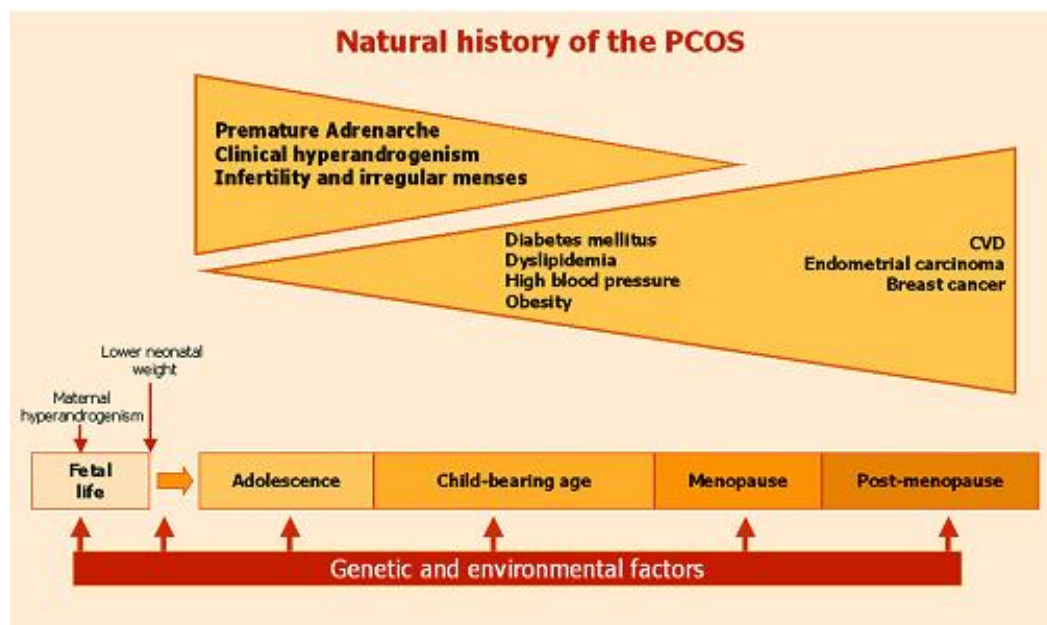 Natural history of the PCOS
Premature Adrenarche
Clinical hyperandrogenism
Infertility and irregular menses
Diabetes mellitus
Dyslipidemia
High blood pressure
Obesity
CVD
Endometrial carcinoma
Breast cancer
Lower neonatal
weight
Maternal
hyperandrogenism
Fetal
life
Adolescence
Child-bearing age
Menopause
Post-menopause
Genetic and environmental factors